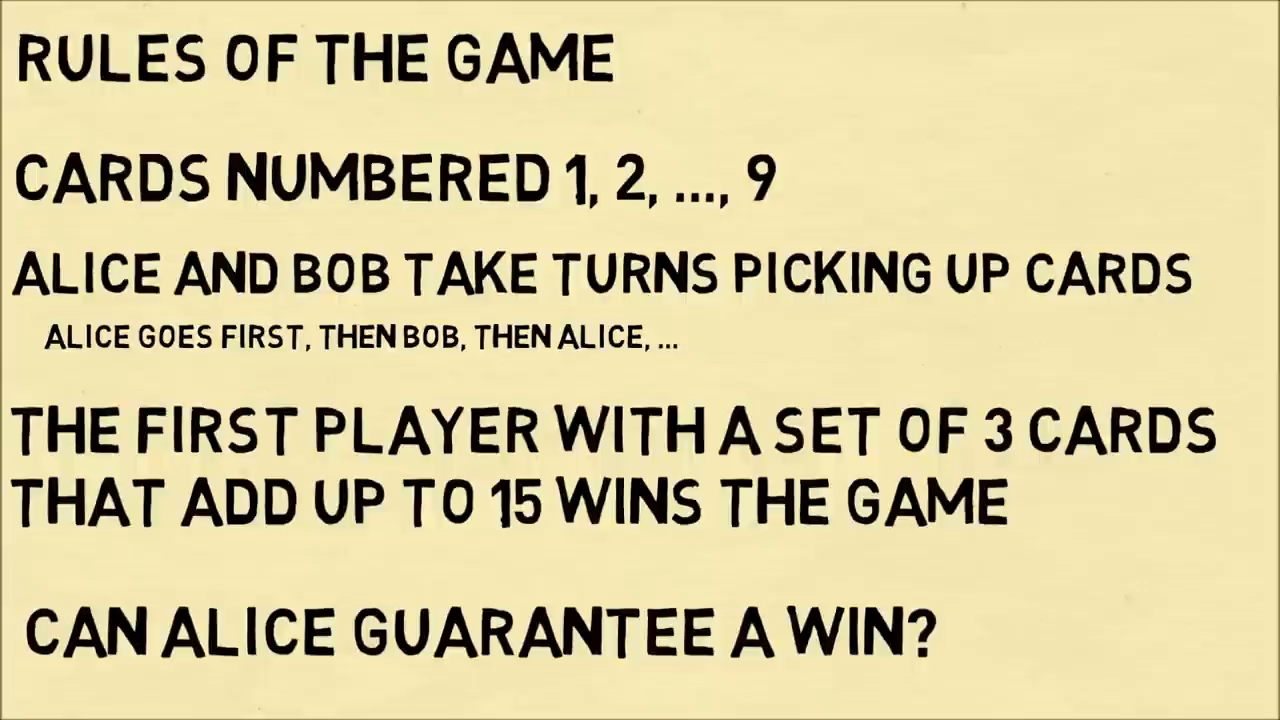 RULES OF THE GAME
CARDS NUMBERED 1, 2, ..., 9
ALICE AND BOB TAKE TURNS PICKING UP CARDS
ALICE GOES FIRST, THEN BOB, THEN ALICE, ...
THE FIRST PLAYER WITH A SET OF 3 CARDS
THAT ADD UP TO 15 WINS THE GAME
CAN ALICE GUARANTEE A WIN?